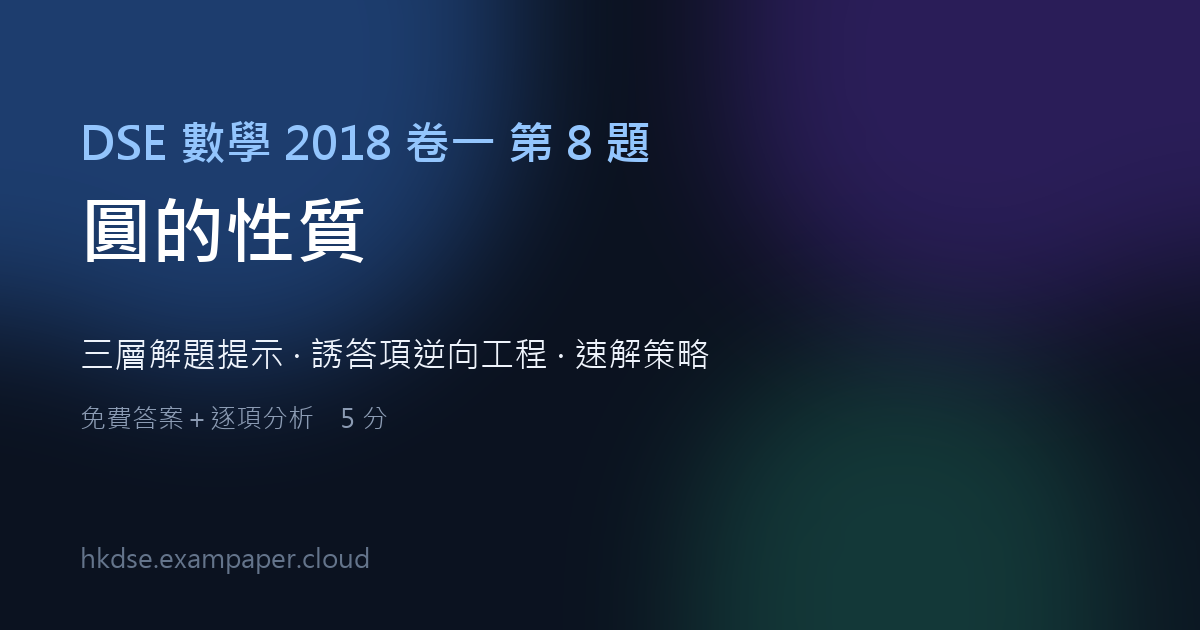 DSE 數學 2018 卷一 第 8 題
圓的性質
三層解題提示 · 誘答項逆向工程 · 速解策略
免費答案 + 逐項分析　5 分
hkdse.exampaper.cloud